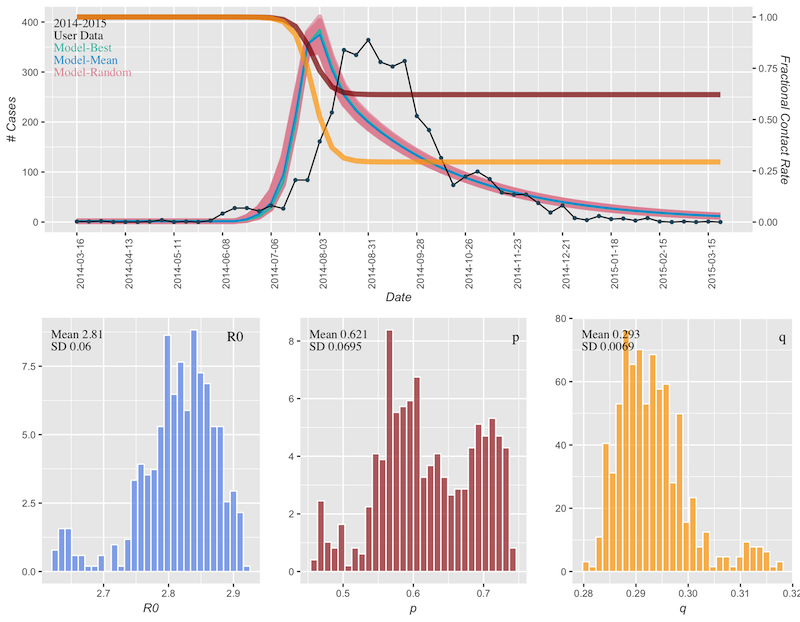 2014-2015
User Data
Model-Best
Model-Mean
Model-Random
# Cases
400
300
200
100
0
Fractional Contact Rate
1.00
0.75
0.50
0.25
0.00
2014-03-16
2014-04-13
2014-05-11
2014-06-08
2014-07-06
2014-08-03
2014-08-31
2014-09-28
2014-10-26
2014-11-23
2014-12-21
2015-01-18
2015-02-15
2015-03-15
Date
Mean 2.81
SD 0.06
R0
7.5
5.0
2.5
0.0
2.7 2.8 2.9
R0
Mean 0.621
SD 0.0695
p
8
6
4
2
0
0.5 0.6 0.7
p
Mean 0.293
SD 0.0069
q
80
60
40
20
0
0.28 0.29 0.30 0.31 0.32
q